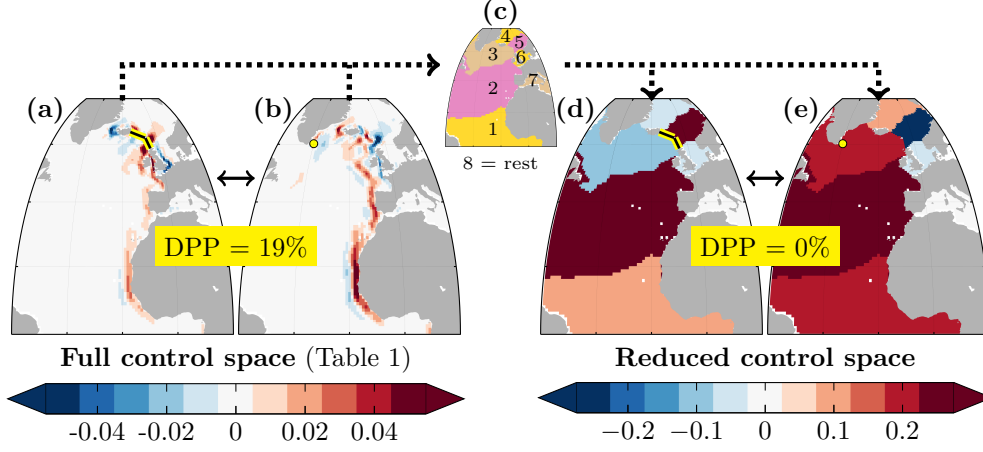 (c)
4 5
3 6
2 7
1
8 = rest
(a)
(b)
(d)
(e)
DPP = 19%
DPP = 0%
Full control space (Table 1)
Reduced control space
-0.04 -0.02 0 0.02 0.04
−0.2 −0.1 0 0.1 0.2